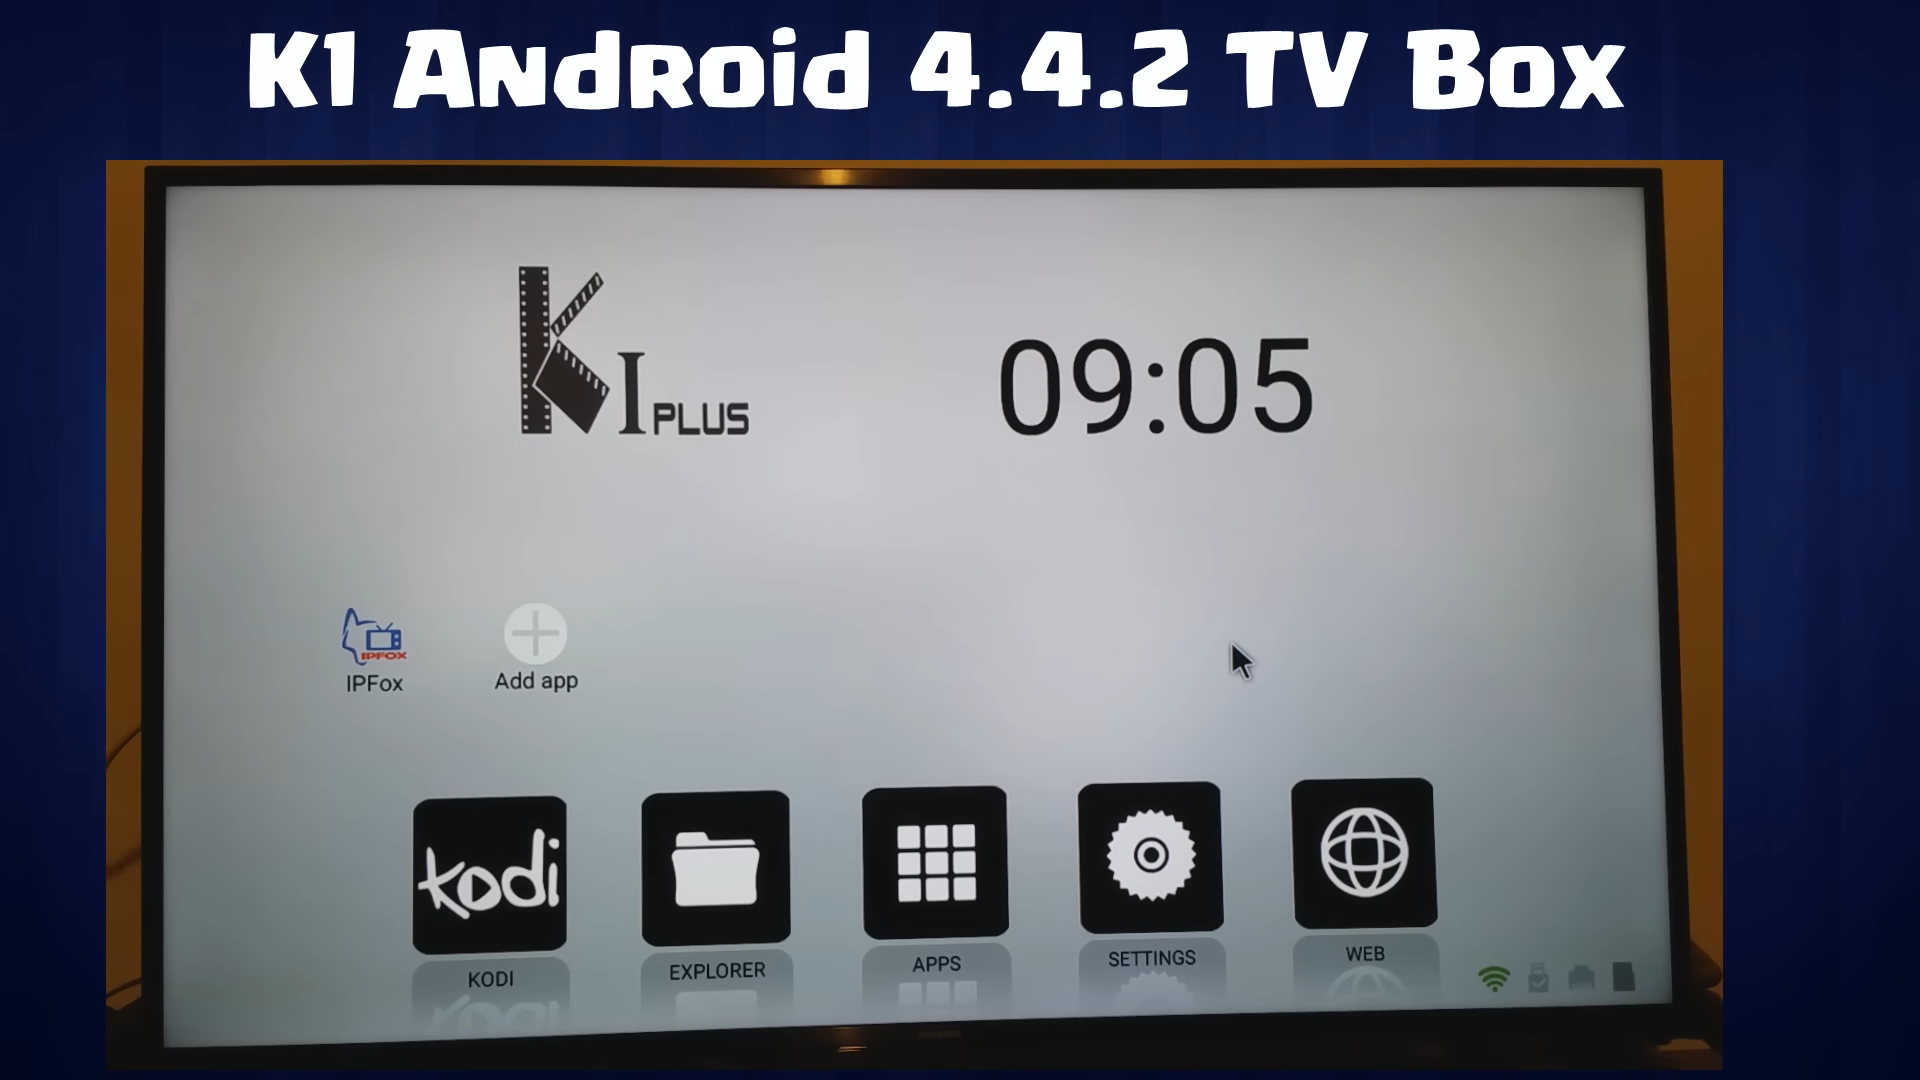 K1 Android 4.4.2 TV Box
KI PLUS
09:05
IPFOX
IPFox
Add app
kodi
KODI
EXPLORER
APPS
SETTINGS
WEB